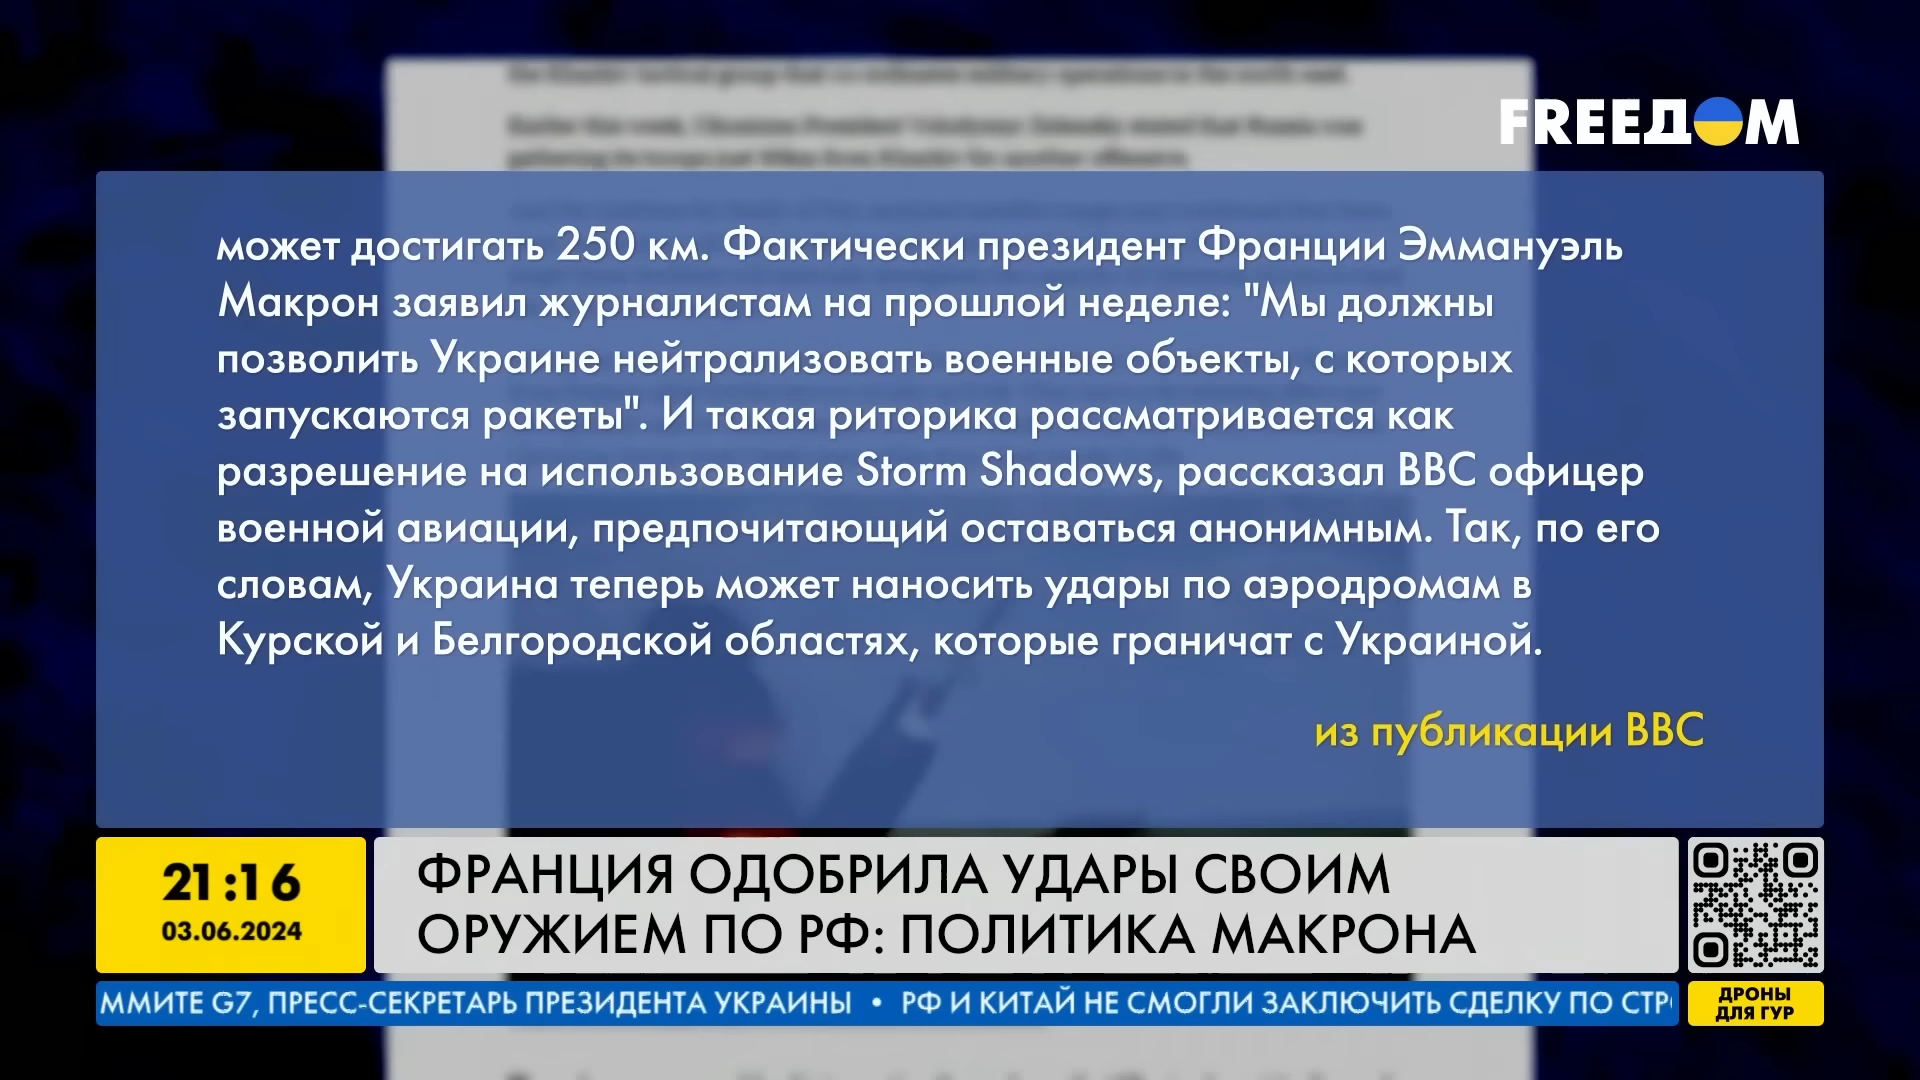 FREEДOM
может достигать 250 км. Фактически президент Франции Эммануэль
Макрон заявил журналистам на прошлой неделе: "Мы должны
позволить Украине нейтрализовать военные объекты, с которых
запускаются ракеты". И такая риторика рассматривается как
разрешение на использование Storm Shadows, рассказал BBC офицер
военной авиации, предпочитающий оставаться анонимным. Так, по его
словам, Украина теперь может наносить удары по аэродромам в
Курской и Белгородской областях, которые граничат с Украиной.
из публикации BBC
21:16
03.06.2024
ФРАНЦИЯ ОДОБРИЛА УДАРЫ СВОИМ
ОРУЖИЕМ ПО РФ: ПОЛИТИКА МАКРОНА
ММИТЕ G7, ПРЕСС-СЕКРЕТАРЬ ПРЕЗИДЕНТА УКРАИНЫ • РФ И КИТАЙ НЕ СМОГЛИ ЗАКЛЮЧИТЬ СДЕЛКУ ПО СТР
ДРОНЫ
ДЛЯ ГУР